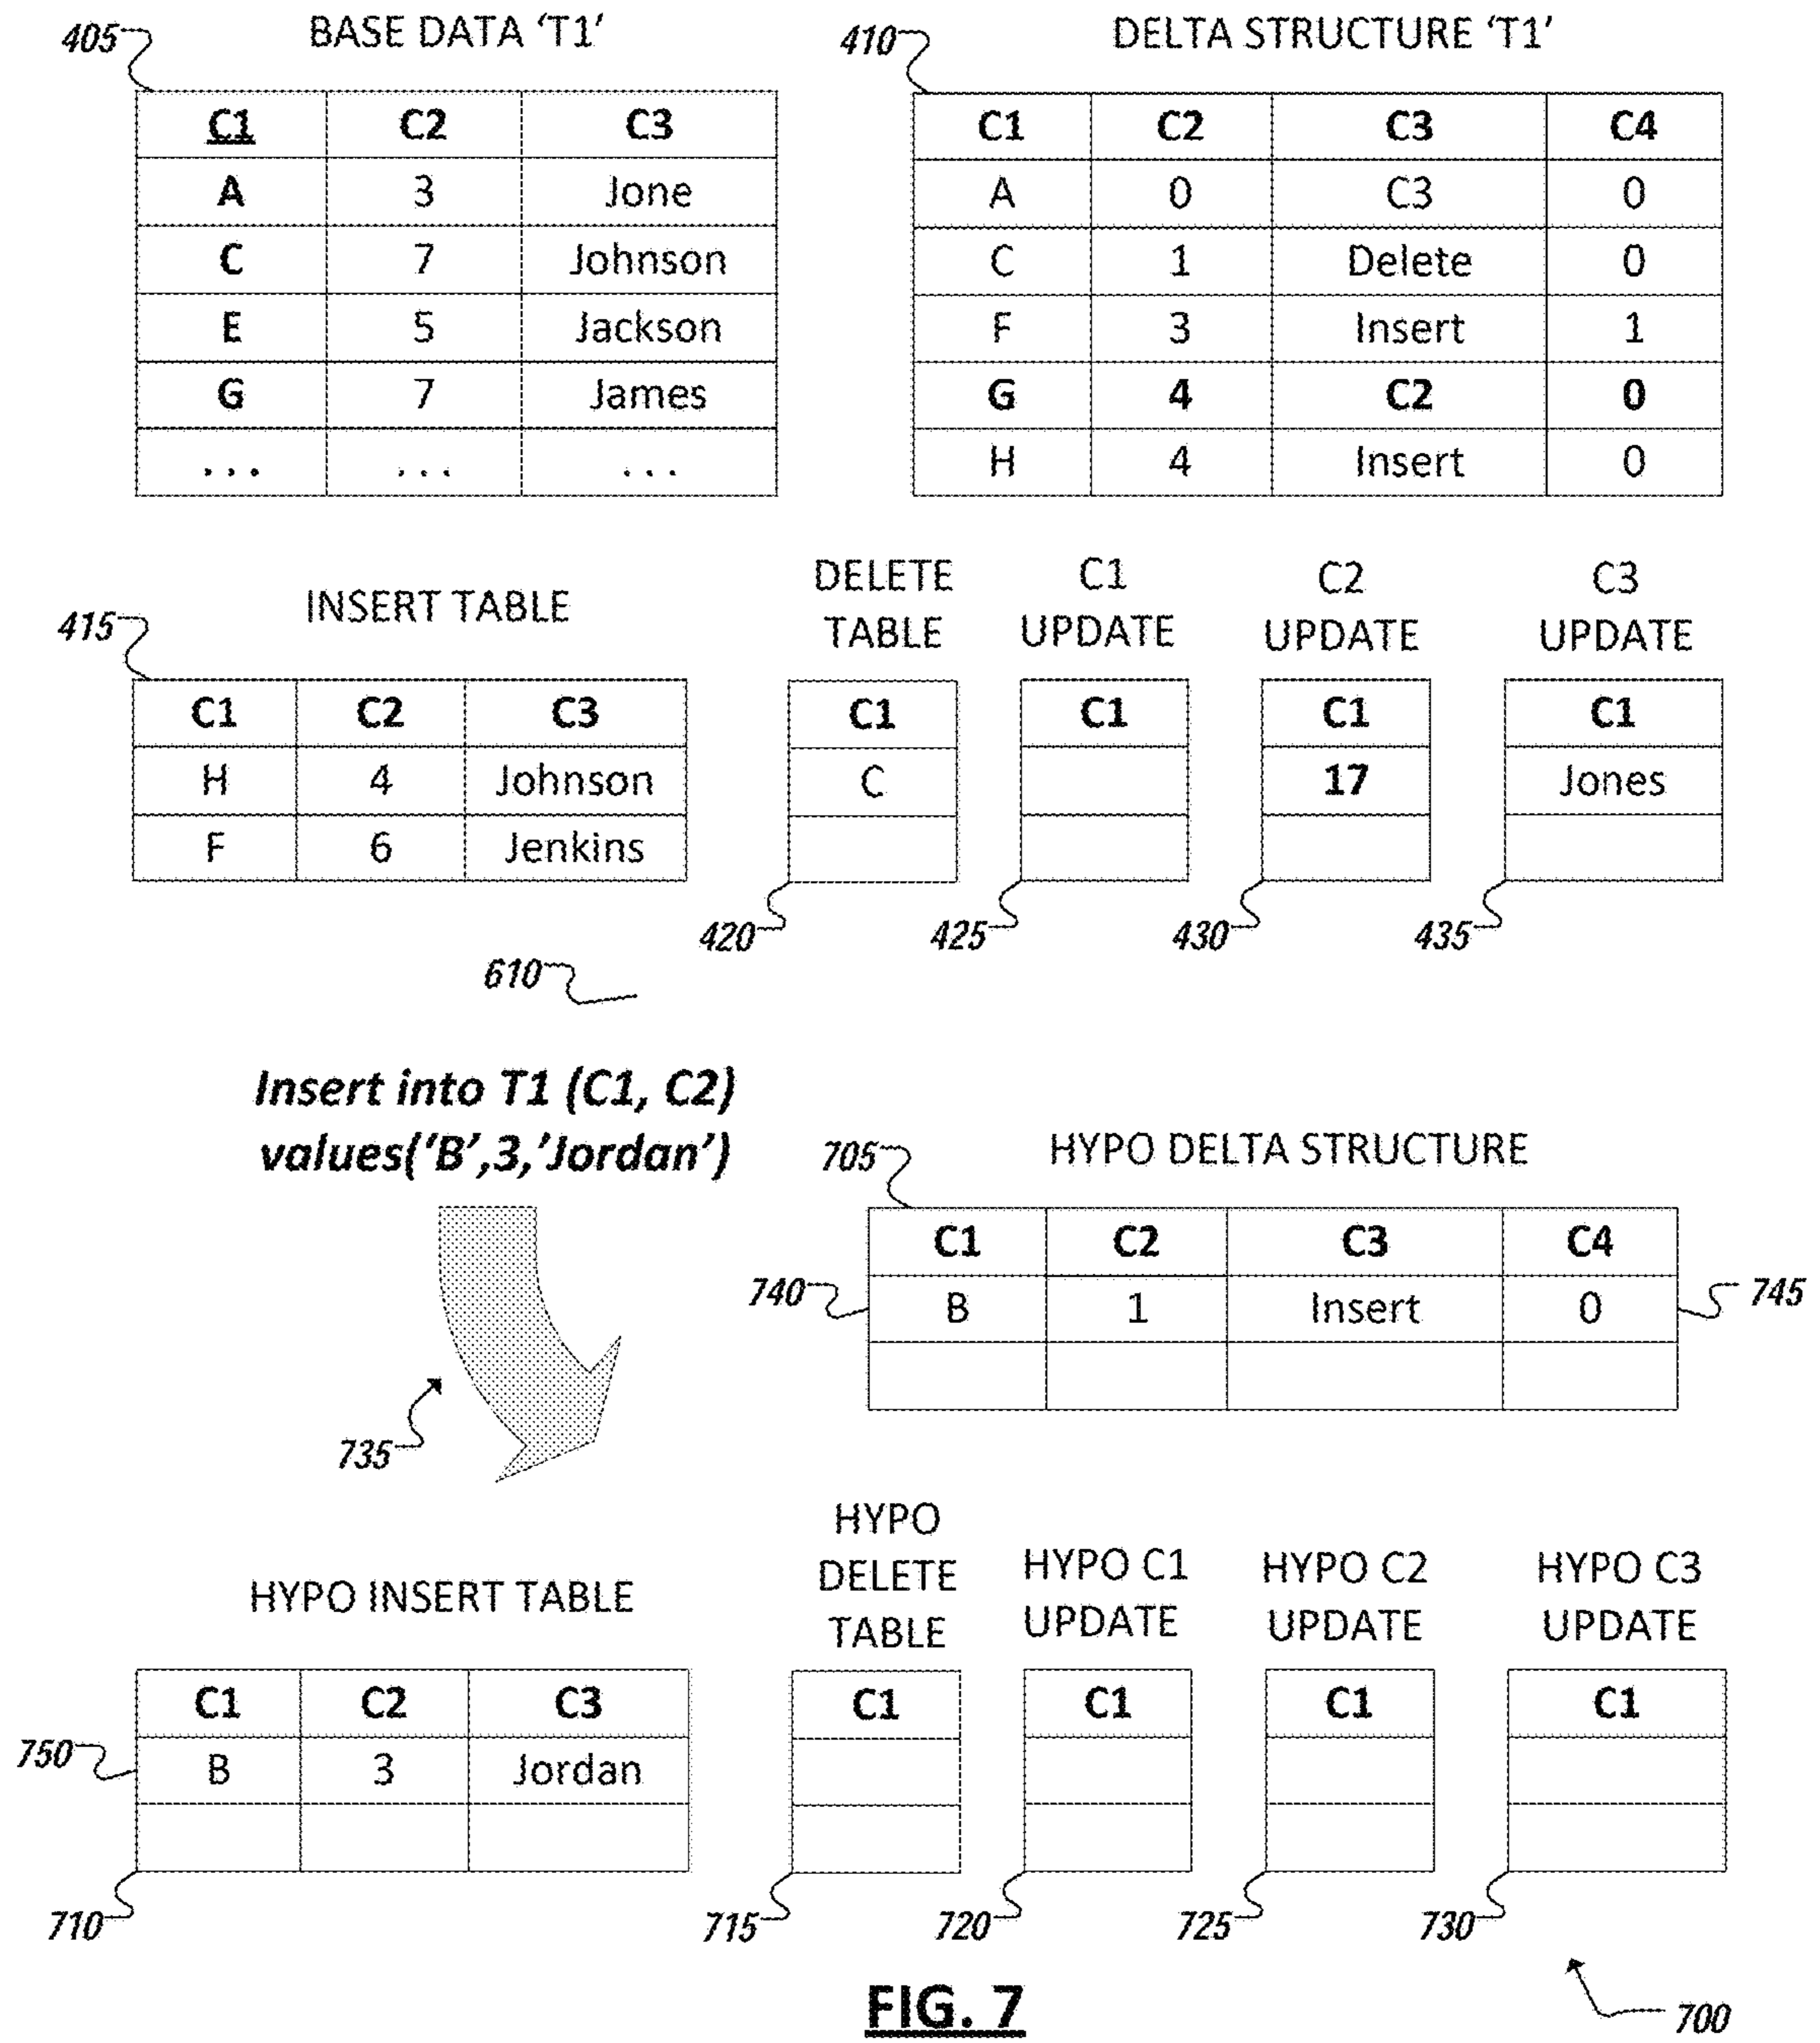 405 BASE DATA ‘T1’
C1 C2 C3
A 3 Jone
C 7 Johnson
E 5 Jackson
G 7 James
... ... ...
410 DELTA STRUCTURE ‘T1’
C1 C2 C3 C4
A 0 C3 0
C 1 Delete 0
F 3 Insert 1
G 4 C2 0
H 4 Insert 0
415 INSERT TABLE
C1 C2 C3
H 4 Johnson
F 6 Jenkins
DELETE
TABLE
C1
C
420
C1
UPDATE
C1
425
C2
UPDATE
C1
17
430
C3
UPDATE
C1
Jones
435
610
Insert into T1 (C1, C2)
values(‘B’,3,’Jordan’)
735
705 HYPO DELTA STRUCTURE
C1 C2 C3 C4
740 B 1 Insert 0 745
HYPO INSERT TABLE
C1 C2 C3
750 B 3 Jordan
710
HYPO
DELETE
TABLE
C1
715
HYPO C1
UPDATE
C1
720
HYPO C2
UPDATE
C1
725
HYPO C3
UPDATE
C1
730
FIG. 7
700